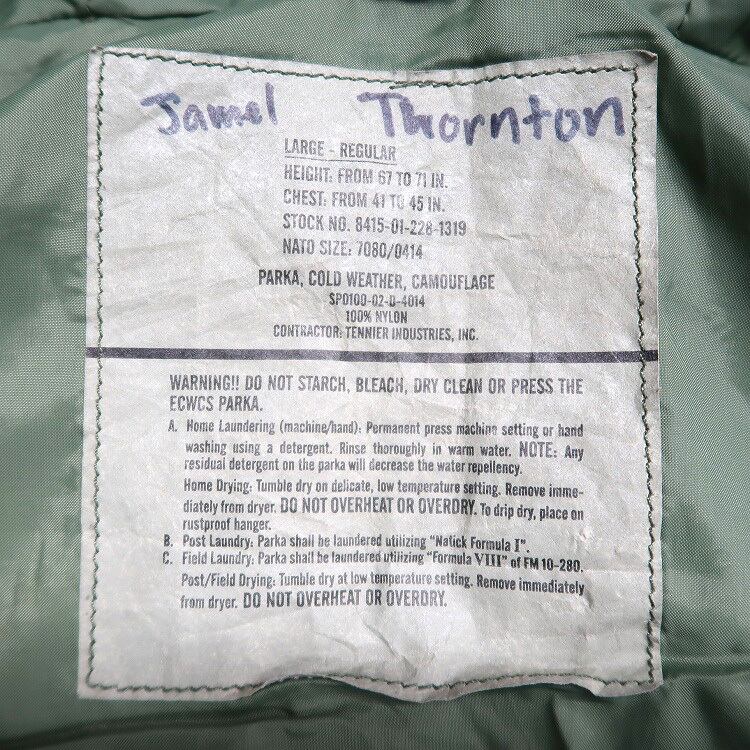 Jamel Thornton
LARGE - REGULAR
HEIGHT: FROM 67 TO 71 IN.
CHEST: FROM 41 TO 45 IN.
STOCK NO. 8415-01-228-1319
NATO SIZE: 7080/0414
PARKA, COLD WEATHER, CAMOUFLAGE
SPO100-02-D-4014
100% NYLON
CONTRACTOR: TENNIER INDUSTRIES, INC.
WARNING!! DO NOT STARCH, BLEACH, DRY CLEAN OR PRESS THE
ECWCS PARKA.
A. Home Laundering (machine/hand): Permanent press machine setting or hand
washing using a detergent. Rinse thoroughly in warm water. NOTE: Any
residual detergent on the parka will decrease the water repellency.
Home Drying: Tumble dry on delicate, low temperature setting. Remove imme-
diately from dryer. DO NOT OVERHEAT OR OVERDRY. To drip dry, place on
rustproof hanger.
B. Post Laundry: Parka shall be laundered utilizing "Natick Formula I".
C. Field Laundry: Parka shall be laundered utilizing "Formula VIII" of FM 10-280.
Post/Field Drying: Tumble dry at low temperature setting. Remove immediately
from dryer. DO NOT OVERHEAT OR OVERDRY.